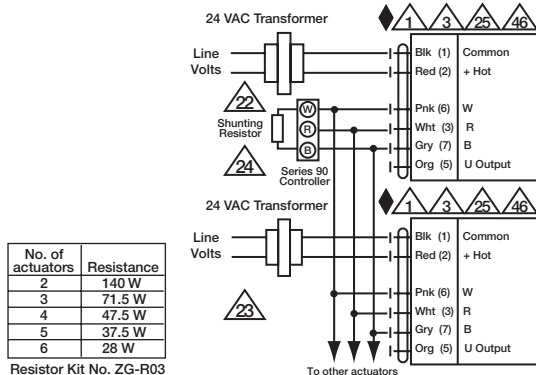 24 VAC Transformer
1 3 25 46
Line
Volts
Blk (1) Common
Red (2) + Hot
22
Shunting
Resistor
24
W
R
B
Series 90
Controller
Pnk (6) W
Wht (3) R
Gry (7) B
Org (5) U Output
24 VAC Transformer
1 3 25 46
Line
Volts
Blk (1) Common
Red (2) + Hot
23
Pnk (6) W
Wht (3) R
Gry (7) B
Org (5) U Output
To other actuators
No. of
actuators Resistance
2 140 W
3 71.5 W
4 47.5 W
5 37.5 W
6 28 W
Resistor Kit No. ZG-R03